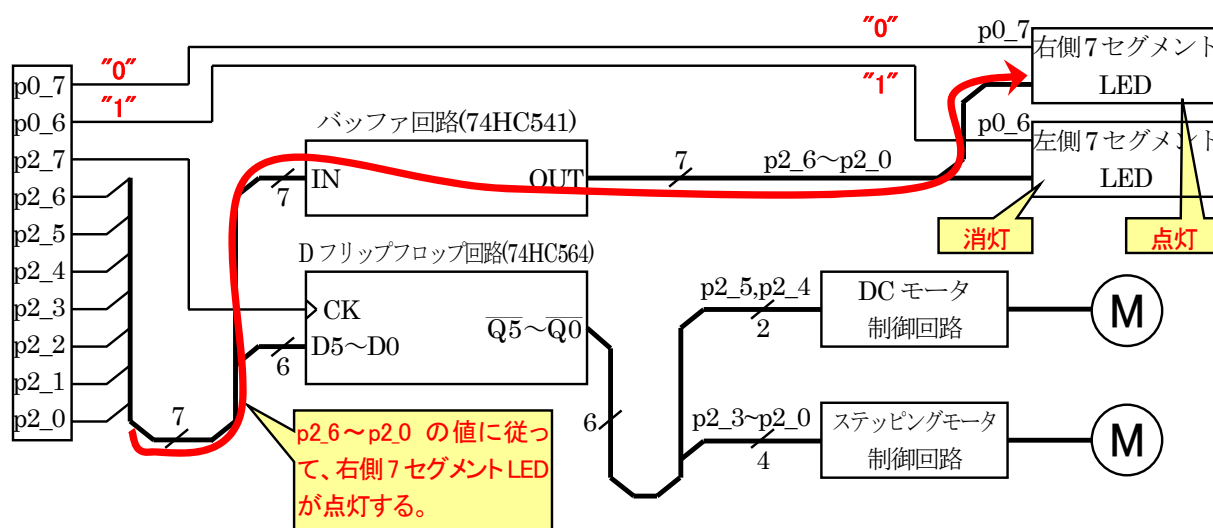 p0_7
p0_6
p2_7
p2_6
p2_5
p2_4
p2_3
p2_2
p2_1
p2_0
"0"
"1"
7
バッファ回路(74HC541)
IN
OUT
7
7
p2_6～p2_0
"0"
"1"
p0_7
右側7セグメント
LED
p0_6
左側7セグメント
LED
消灯
点灯
Dフリップフロップ回路(74HC564)
CK
D5～D0
Q5～Q0
6
6
p2_6～p2_0 の値に従っ
て、右側7セグメントLED
が点灯する。
p2_5,p2_4
2
DCモータ
制御回路
M
p2_3~p2_0
4
ステッピングモータ
制御回路
M